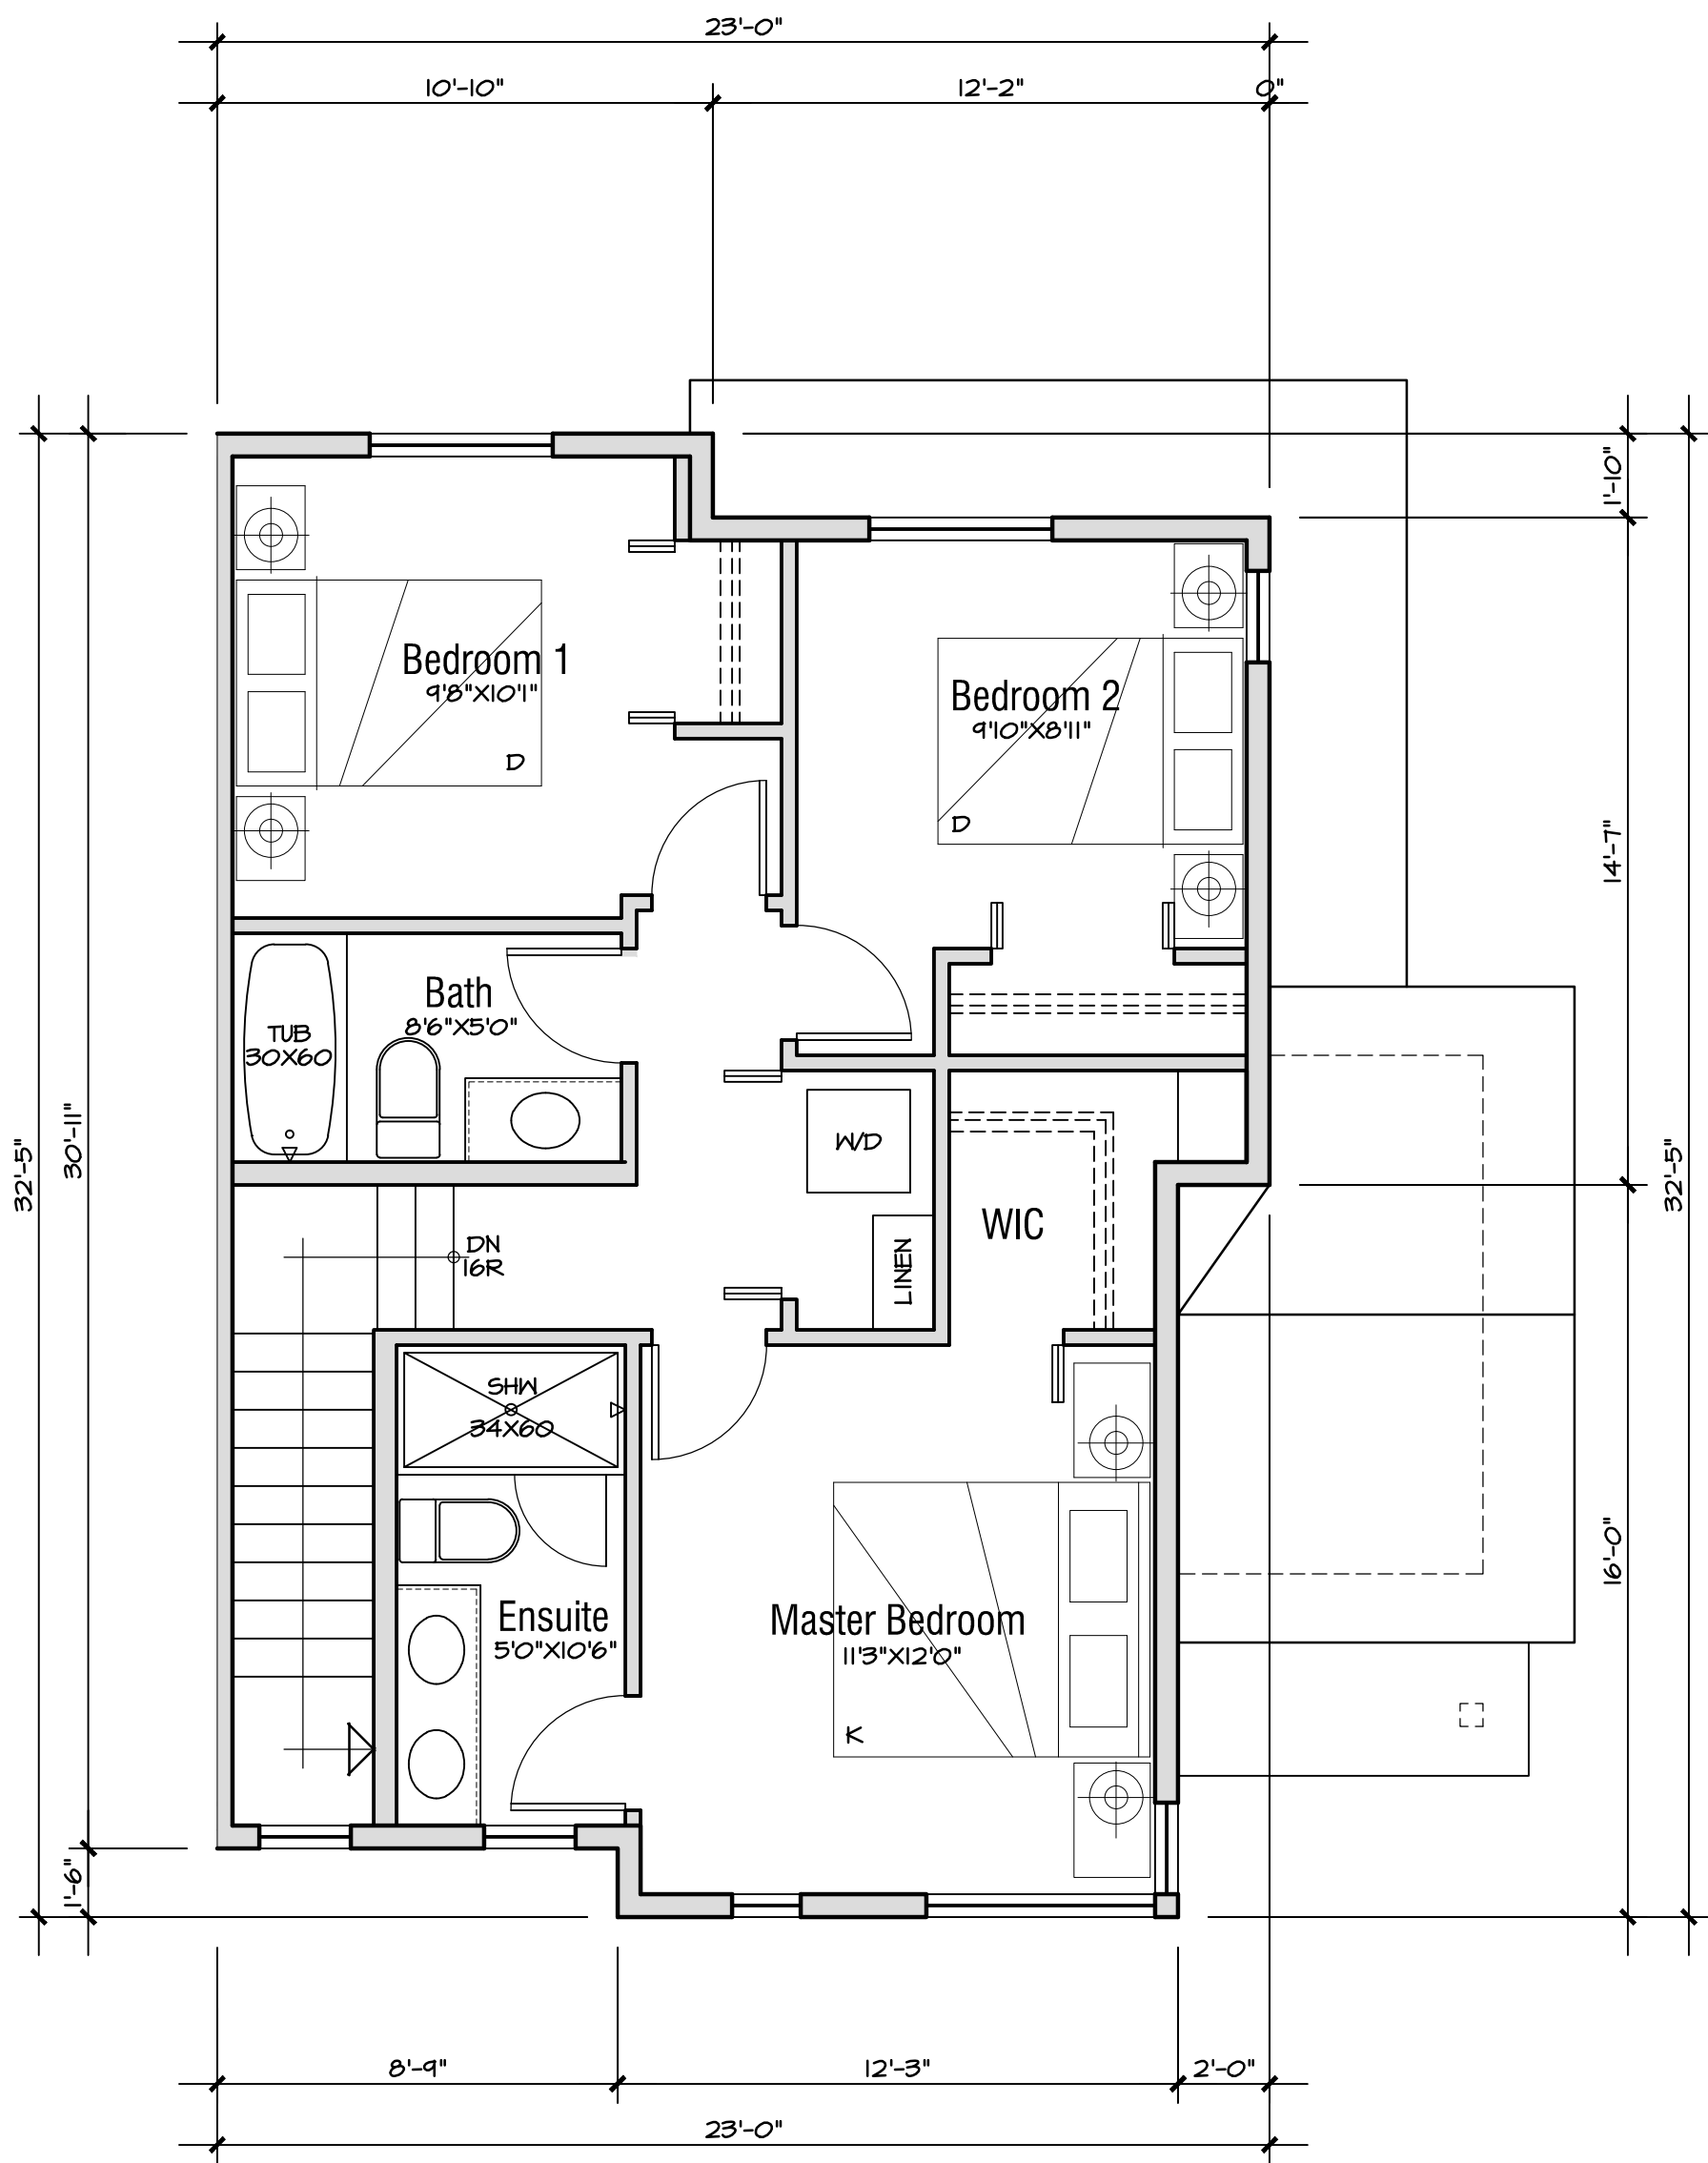 23'-0"
10'-10"
12'-2"
0"
1'-10"
Bedroom 1
9'8"X10'1"
D
Bedroom 2
9'10"X8'11"
D
14'-7"
Bath
8'6"X5'0"
TUB
30X60
W/D
32'-5"
30'-11"
32'-5"
WIC
DN
16R
LINEN
SHW
34X60
16'-0"
Ensuite
5'0"X10'6"
Master Bedroom
11'3"X12'0"
K
1'-6"
8'-9"
12'-3"
2'-0"
23'-0"